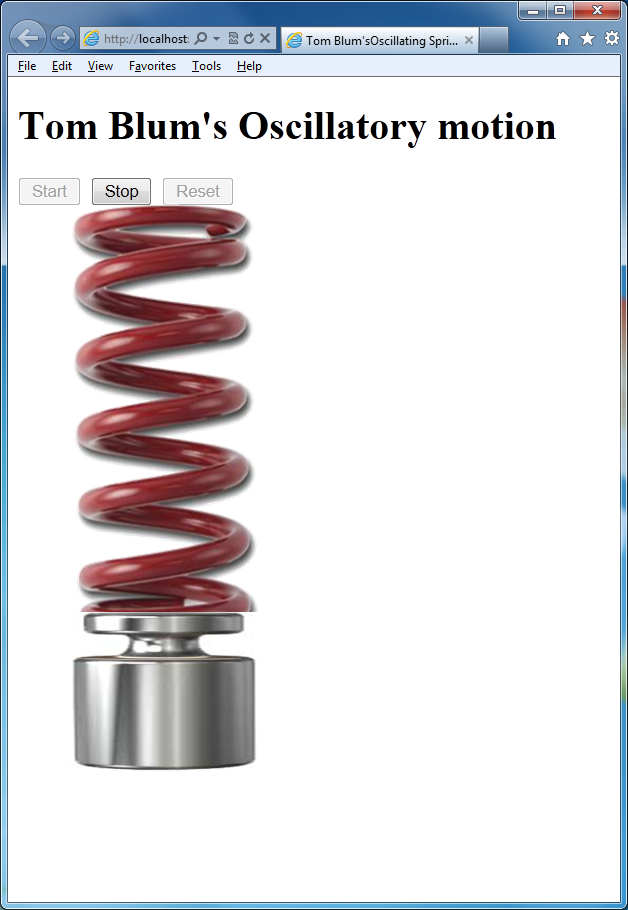 http://localhost:
Tom Blum'sOscillating Spri...
File Edit View Favorites Tools Help
Tom Blum's Oscillatory motion
Start Stop Reset